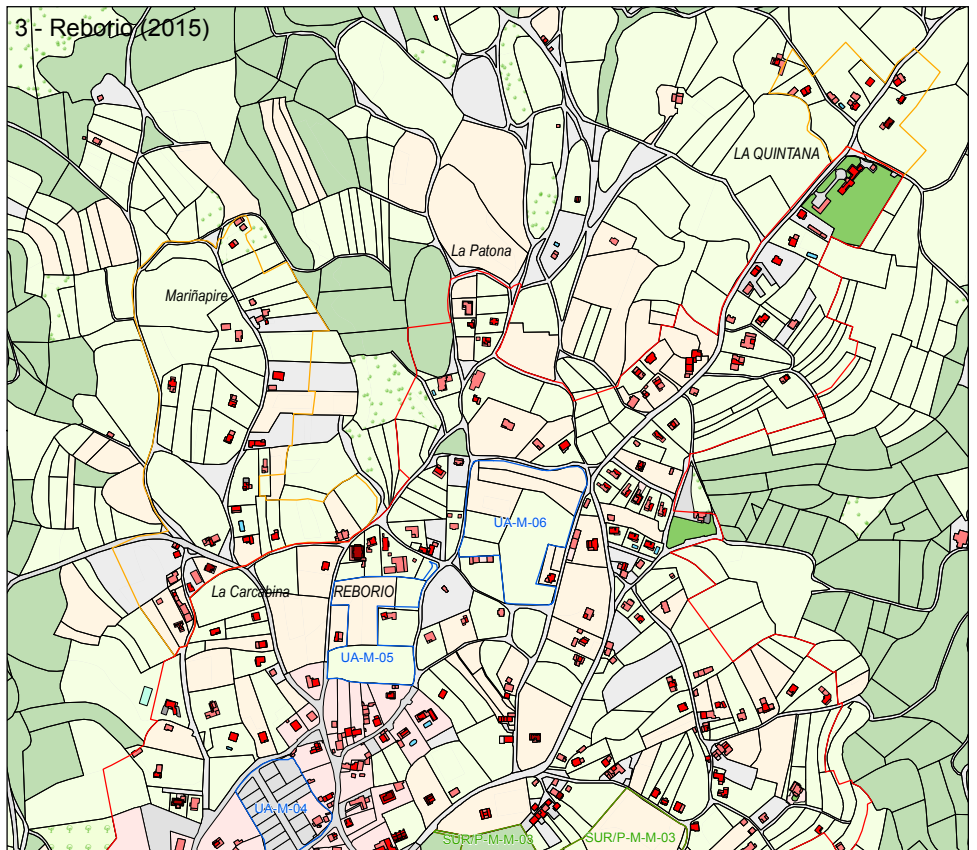 3 - Reborio (2015)
LA QUINTANA
La Patona
Mariñapire
UA-M-06
La Carcabina
REBORIO
UA-M-05
UA-M-04
SUR/P-M-M-03
SUR/P-M-M-03